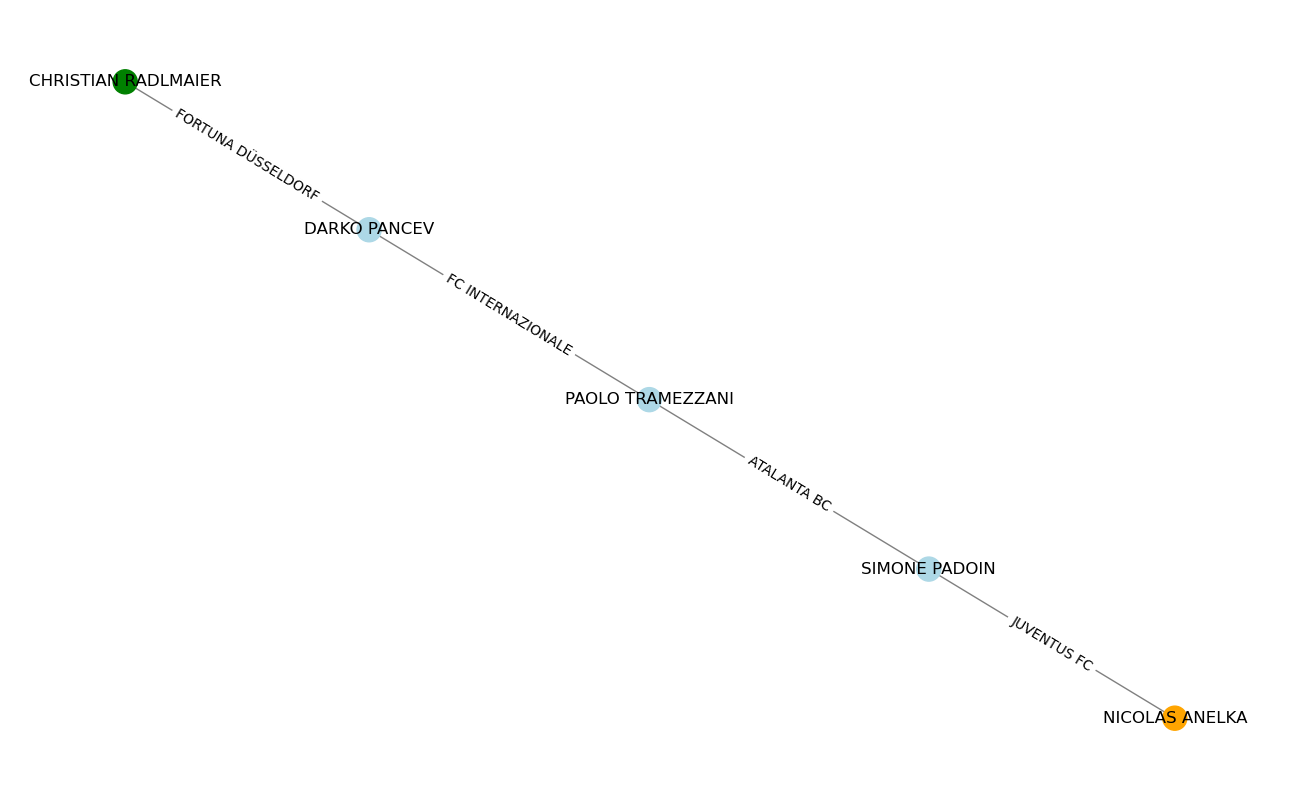 CHRISTIAN RADLMAIER
FORTUNA DÜSSELDORF
DARKO PANCEV
FC INTERNAZIONALE
PAOLO TRAMEZZANI
ATALANTA BC
SIMONE PADOIN
JUVENTUS FC
NICOLAS ANELKA